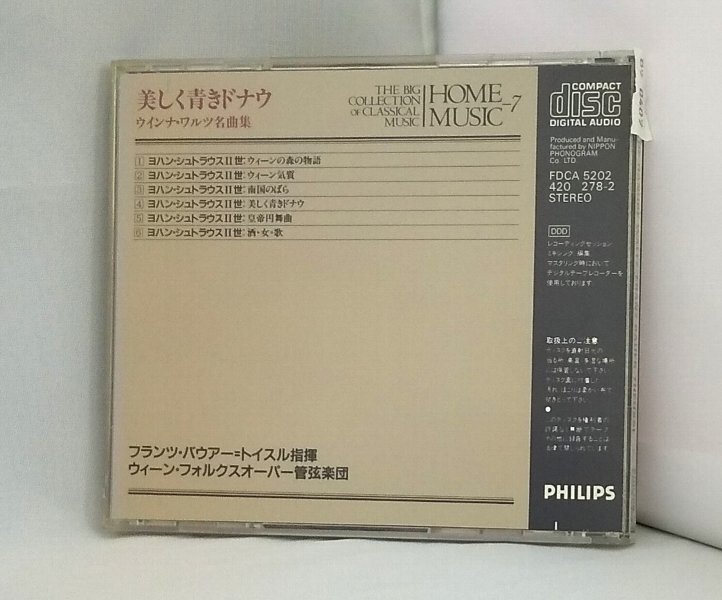 美しく青きドナウ
ウインナ・ワルツ名曲集
THE BIG
COLLECTION
OF CLASSICAL
MUSIC
HOME
MUSIC-7
1 ヨハン・シュトラウスII世:ウィーンの森の物語
2 ヨハン・シュトラウスII世:ウィーン気質
3 ヨハン・シュトラウスII世:南国のばら
4 ヨハン・シュトラウスII世:美しく青きドナウ
5 ヨハン・シュトラウスII世:皇帝円舞曲
6 ヨハン・シュトラウスII世:酒・女・歌
フランツ・バウアー=トイスル指揮
ウィーン・フォルクスオーパー管弦楽団
COMPACT
disc
DIGITAL AUDIO
Produced and Manu-
factured by NIPPON
PHONOGRAM
Co. LTD.
FDCA 5202
420 278-2
STEREO
DDD
レコーディングセッション
ミキシング 編集
マスタリング時において
デジタルテープレコーダーを
使用しております
取扱上のご注意
PHILIPS